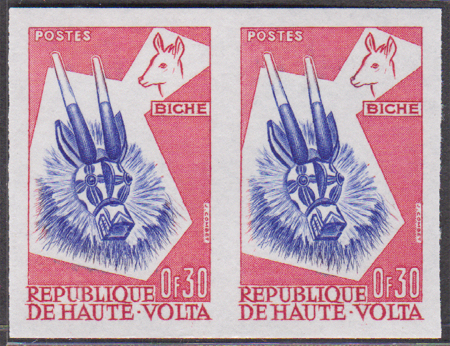 POSTES
BICHE
0F30
REPUBLIQUE
DE HAUTE·VOLTA
POSTES
BICHE
0F30
REPUBLIQUE
DE HAUTE·VOLTA